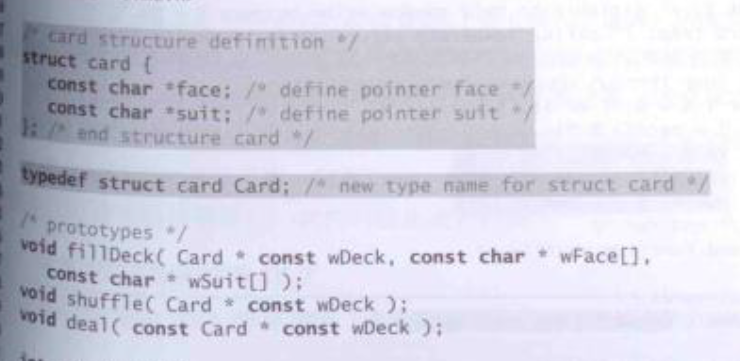 /* card structure definition */
struct card {
const char *face; /* define pointer face */
const char *suit; /* define pointer suit */
}; /* end structure card */
typedef struct card Card; /* new type name for struct card */
/* prototypes */
void fillDeck( Card * const wDeck, const char * wFace[],
const char * wSuit[] );
void shuffle( Card * const wDeck );
void deal( const Card * const wDeck );